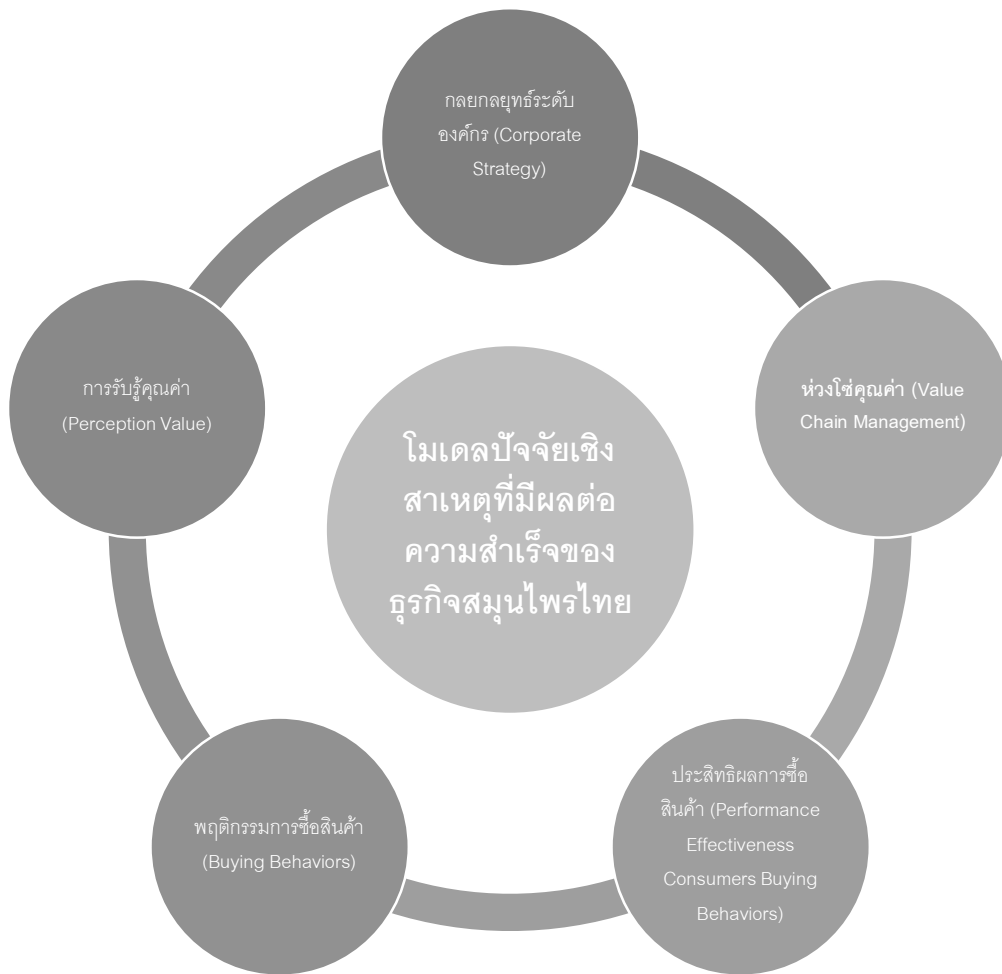 กลยกลยุทธ์ระดับ
องค์กร (Corporate
Strategy)
ห่วงโซ่คุณค่า (Value
Chain Management)
ประสิทธิผลการซื้อ
สินค้า (Performance
Effectiveness
Consumers Buying
Behaviors)
พฤติกรรมการซื้อสินค้า
(Buying Behaviors)
การรับรู้คุณค่า
(Perception Value)
โมเดลปัจจัยเชิง
สาเหตุที่มีผลต่อ
ความสำเร็จของ
ธุรกิจสมุนไพรไทย